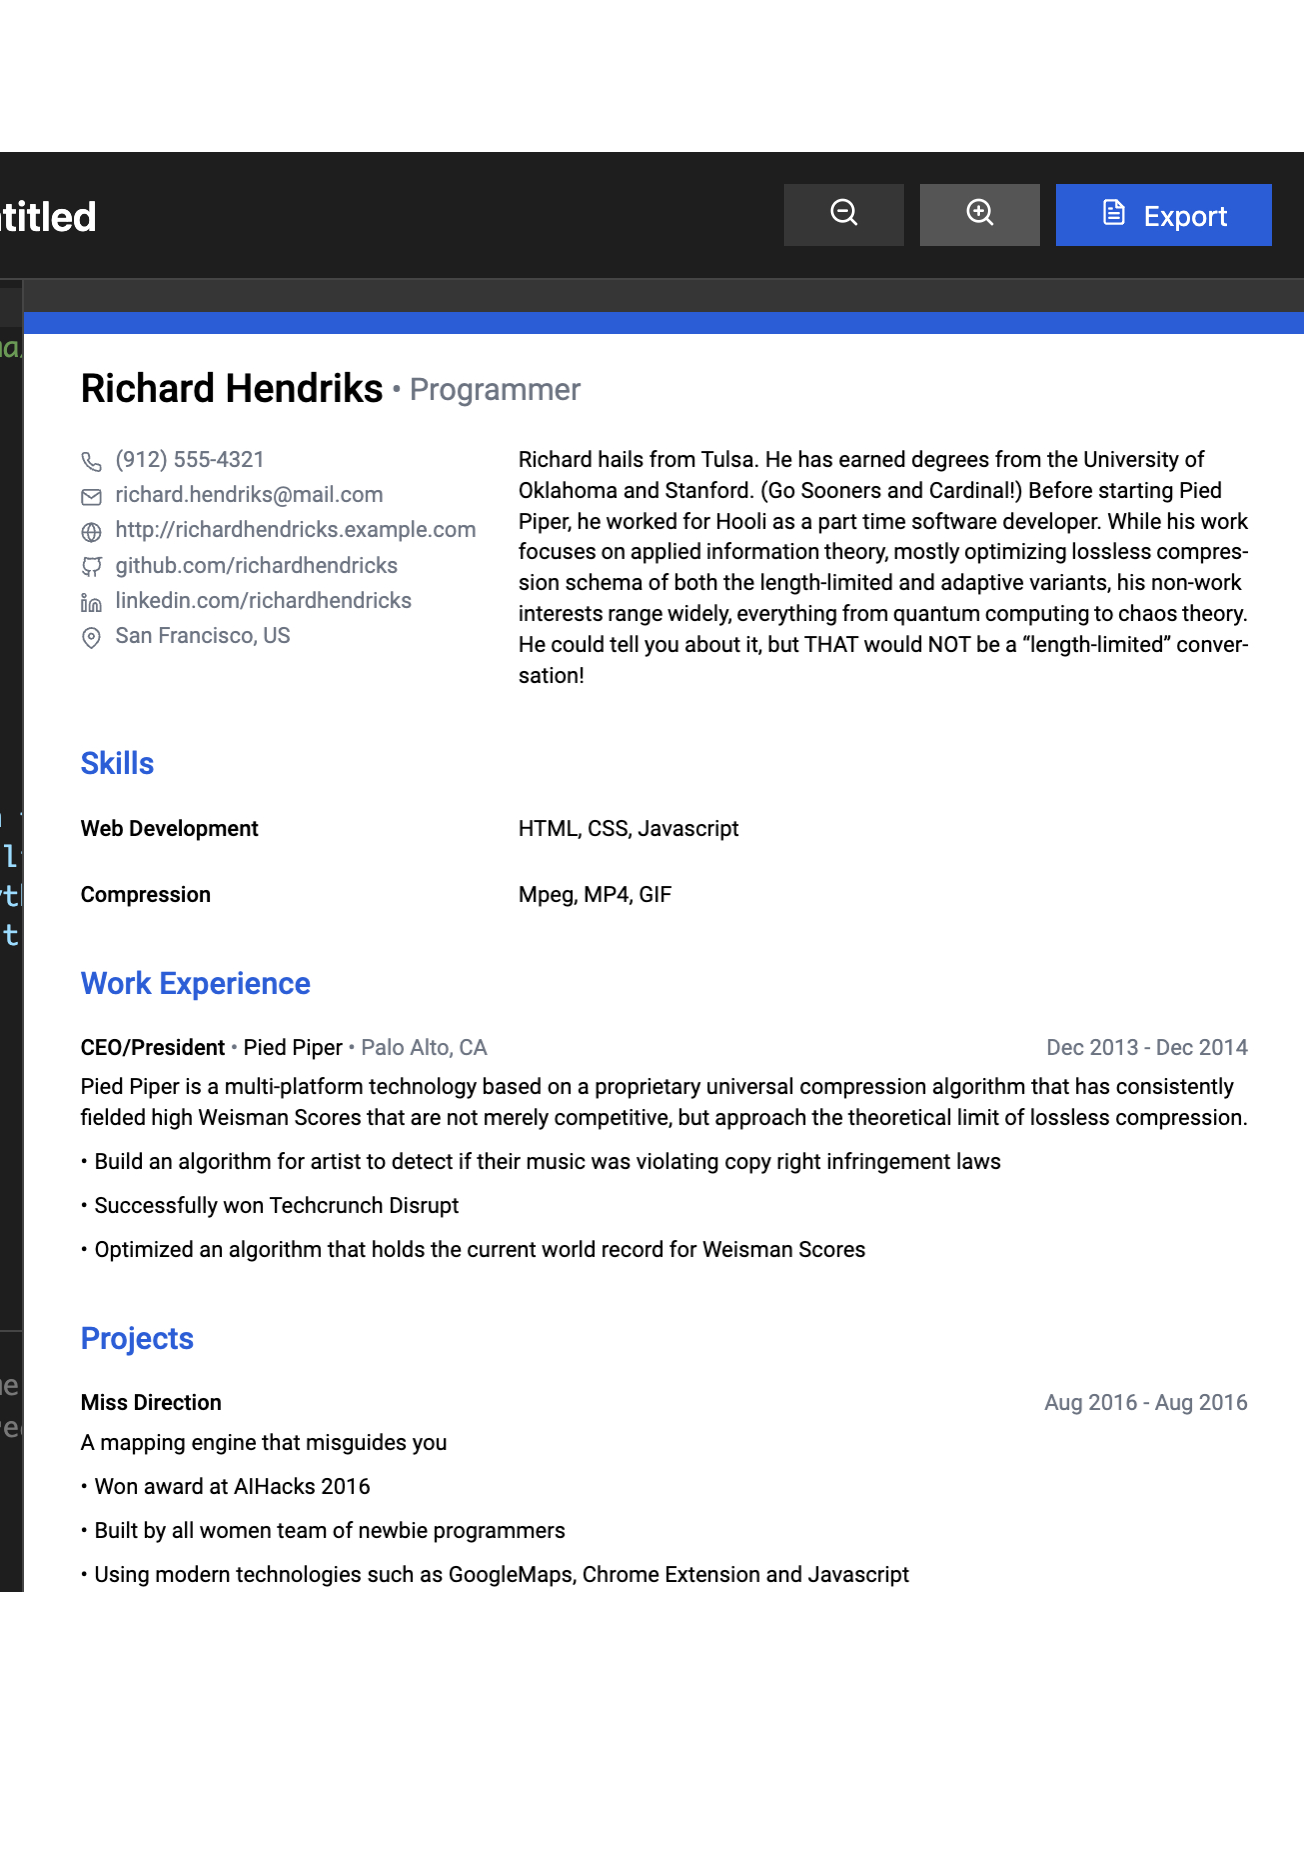 Export
Richard Hendriks • Programmer
(912) 555-4321
richard.hendriks@mail.com
http://richardhendricks.example.com
github.com/richardhendricks
linkedin.com/richardhendricks
San Francisco, US
Richard hails from Tulsa. He has earned degrees from the University of
Oklahoma and Stanford. (Go Sooners and Cardinal!) Before starting Pied
Piper, he worked for Hooli as a part time software developer. While his work
focuses on applied information theory, mostly optimizing lossless compres-
sion schema of both the length-limited and adaptive variants, his non-work
interests range widely, everything from quantum computing to chaos theory.
He could tell you about it, but THAT would NOT be a “length-limited” conver-
sation!
Skills
Web Development HTML, CSS, Javascript
Compression Mpeg, MP4, GIF
Work Experience
CEO/President • Pied Piper • Palo Alto, CA Dec 2013 - Dec 2014
Pied Piper is a multi-platform technology based on a proprietary universal compression algorithm that has consistently
fielded high Weisman Scores that are not merely competitive, but approach the theoretical limit of lossless compression.
• Build an algorithm for artist to detect if their music was violating copy right infringement laws
• Successfully won Techcrunch Disrupt
• Optimized an algorithm that holds the current world record for Weisman Scores
Projects
Miss Direction Aug 2016 - Aug 2016
A mapping engine that misguides you
• Won award at AIHacks 2016
• Built by all women team of newbie programmers
• Using modern technologies such as GoogleMaps, Chrome Extension and Javascript